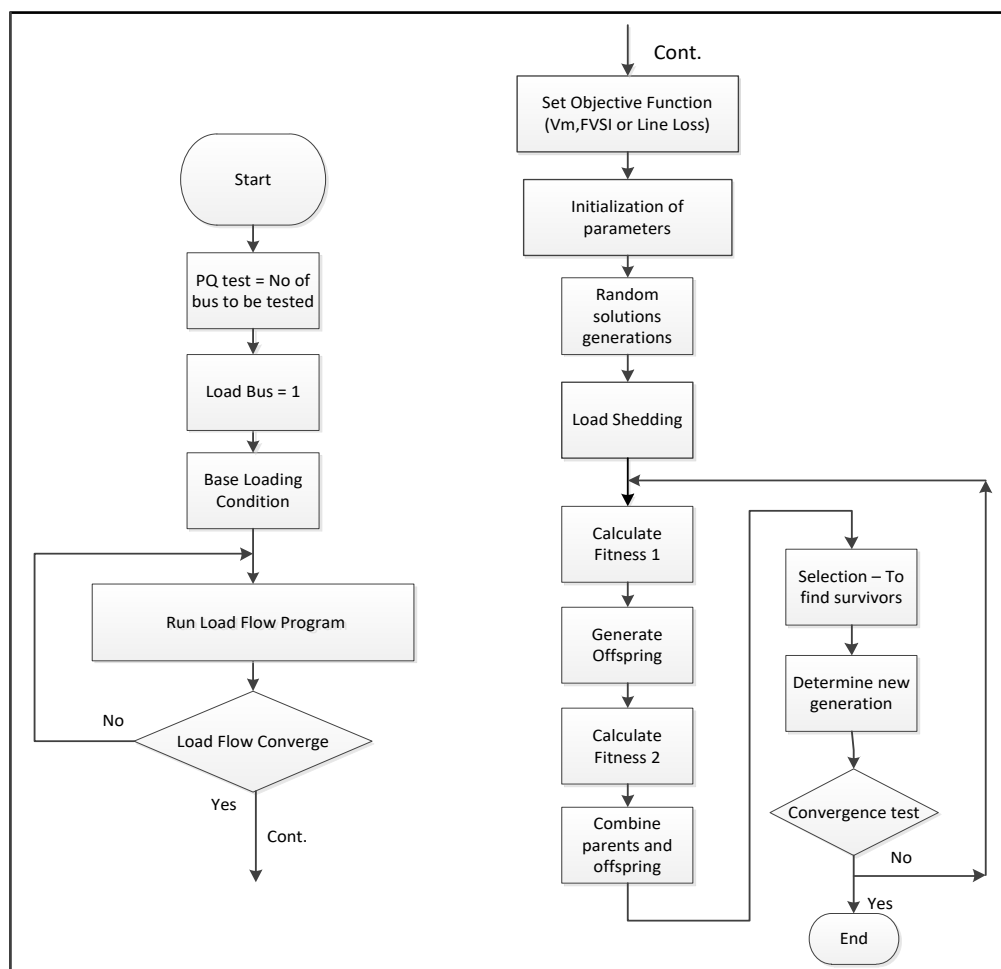 Start
PQ test = No of
bus to be tested
Load Bus = 1
Base Loading
Condition
Run Load Flow Program
Load Flow Converge
No
Yes
Cont.
Cont.
Set Objective Function
(Vm,FVSI or Line Loss)
Initialization of
parameters
Random
solutions
generations
Load Shedding
Calculate
Fitness 1
Generate
Offspring
Calculate
Fitness 2
Combine
parents and
offspring
Selection – To
find survivors
Determine new
generation
Convergence test
No
Yes
End